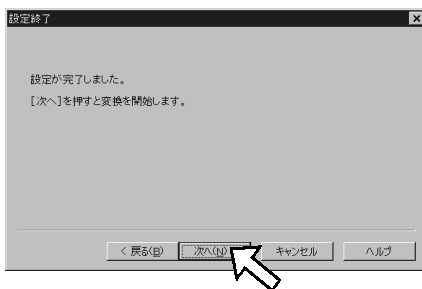 設定終了
設定が完了しました。
[次へ]を押すと変換を開始します。
< 戻る(B)
次へ(N)
キャンセル
ヘルプ